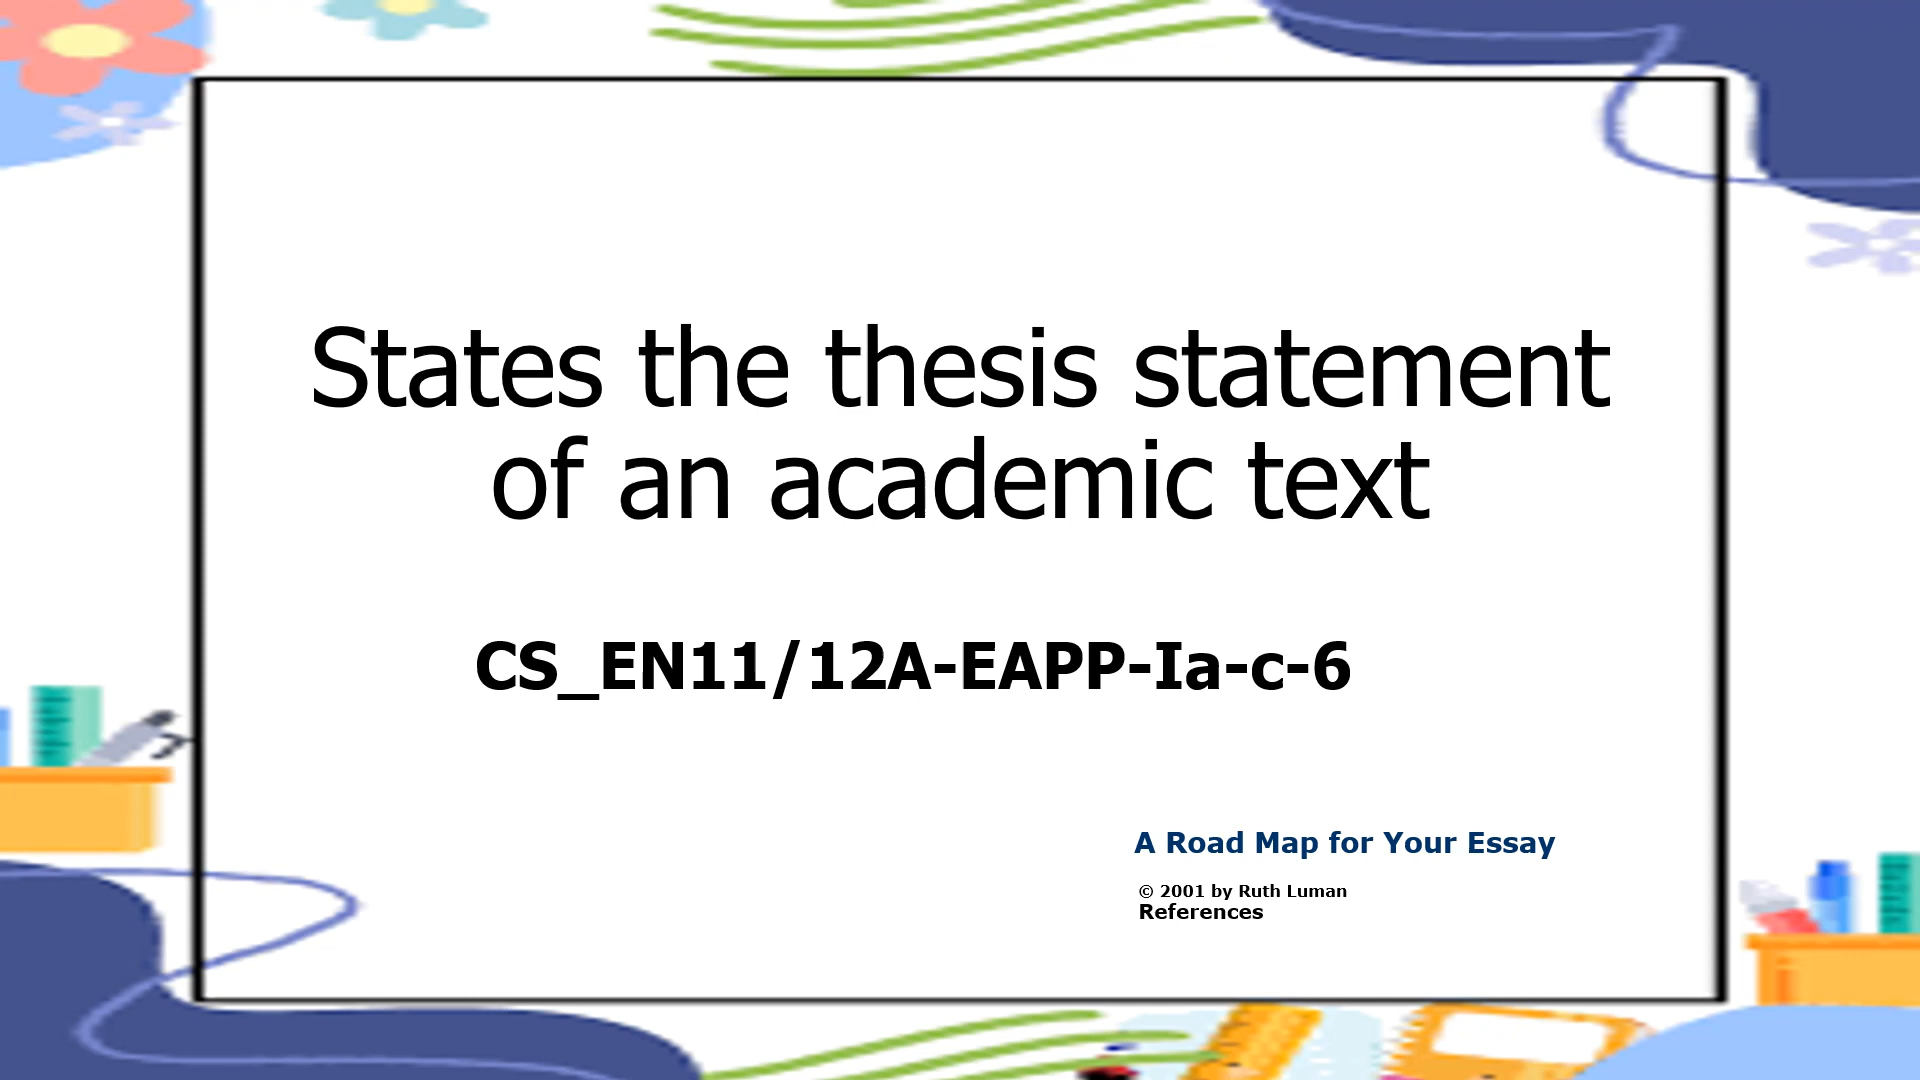 States the thesis statement
of an academic text
CS_EN11/12A-EAPP-Ia-c-6
A Road Map for Your Essay
© 2001 by Ruth Luman
References